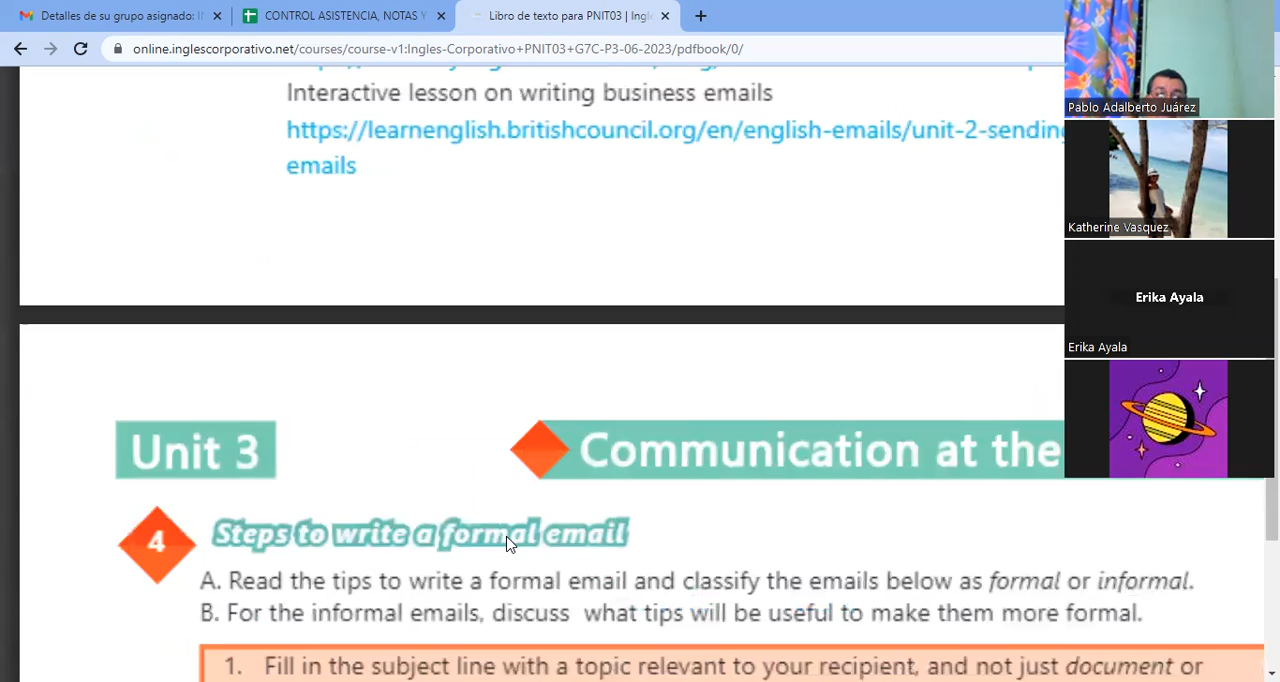 Detalles de su grupo asignado: II
CONTROL ASISTENCIA, NOTAS Y
Libro de texto para PNIT03 | Ingl
online.inglescorporativo.net/courses/course-v1:Ingles-Corporativo+PNIT03+G7C-P3-06-2023/pdfbook/0/
Interactive lesson on writing business emails
https://learnenglish.britishcouncil.org/en/english-emails/unit-2-sending
emails
Pablo Adalberto Juárez
Katherine Vasquez
Erika Ayala
Erika Ayala
Unit 3
Communication at the
4
Steps to write a formal email
A. Read the tips to write a formal email and classify the emails below as formal or informal.
B. For the informal emails, discuss what tips will be useful to make them more formal.
1. Fill in the subject line with a topic relevant to your recipient, and not just document or